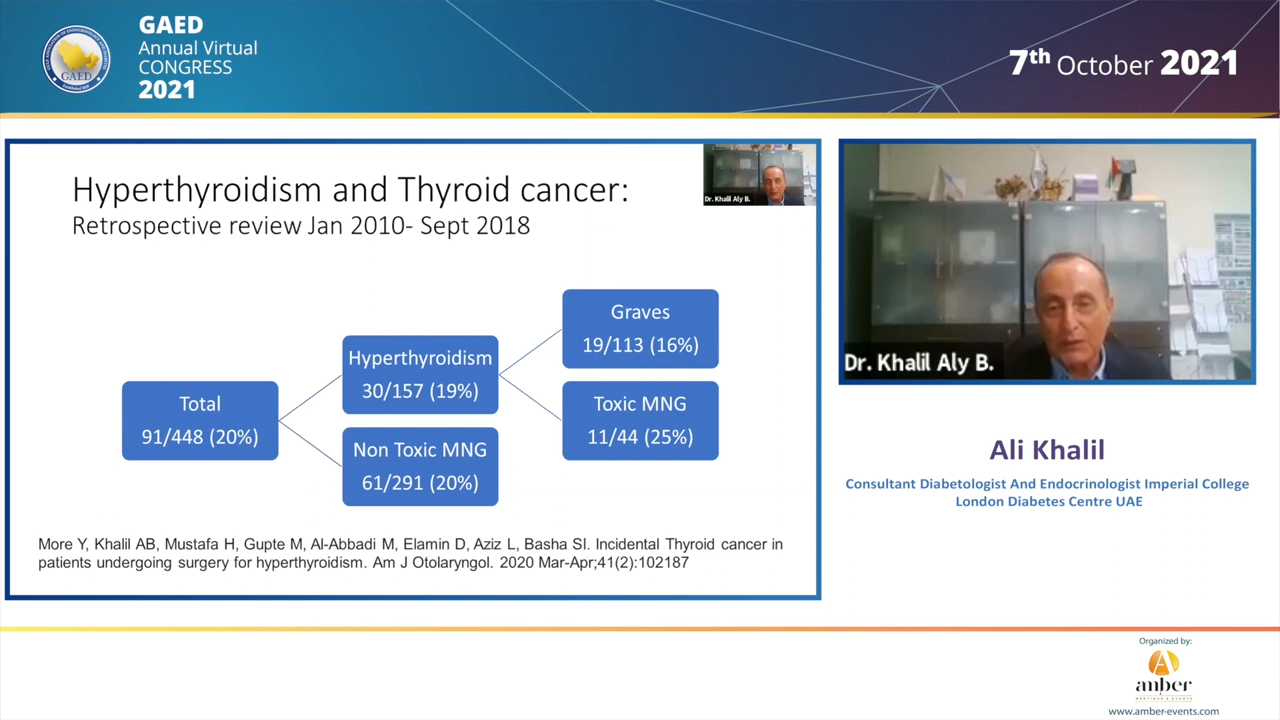 GAED
Annual Virtual
CONGRESS
2021
GAED
7th October 2021
Hyperthyroidism and Thyroid cancer:
Retrospective review Jan 2010- Sept 2018
Dr. Khalil Aly B.
Total
91/448 (20%)
Hyperthyroidism
30/157 (19%)
Non Toxic MNG
61/291 (20%)
Graves
19/113 (16%)
Toxic MNG
11/44 (25%)
More Y, Khalil AB, Mustafa H, Gupte M, Al-Abbadi M, Elamin D, Aziz L, Basha SI. Incidental Thyroid cancer in
patients undergoing surgery for hyperthyroidism. Am J Otolaryngol. 2020 Mar-Apr;41(2):102187
Dr. Khalil Aly B.
Ali Khalil
Consultant Diabetologist And Endocrinologist Imperial College
London Diabetes Centre UAE
Organized by:
anber
MEETINGS & EVENTS
www.amber-events.com